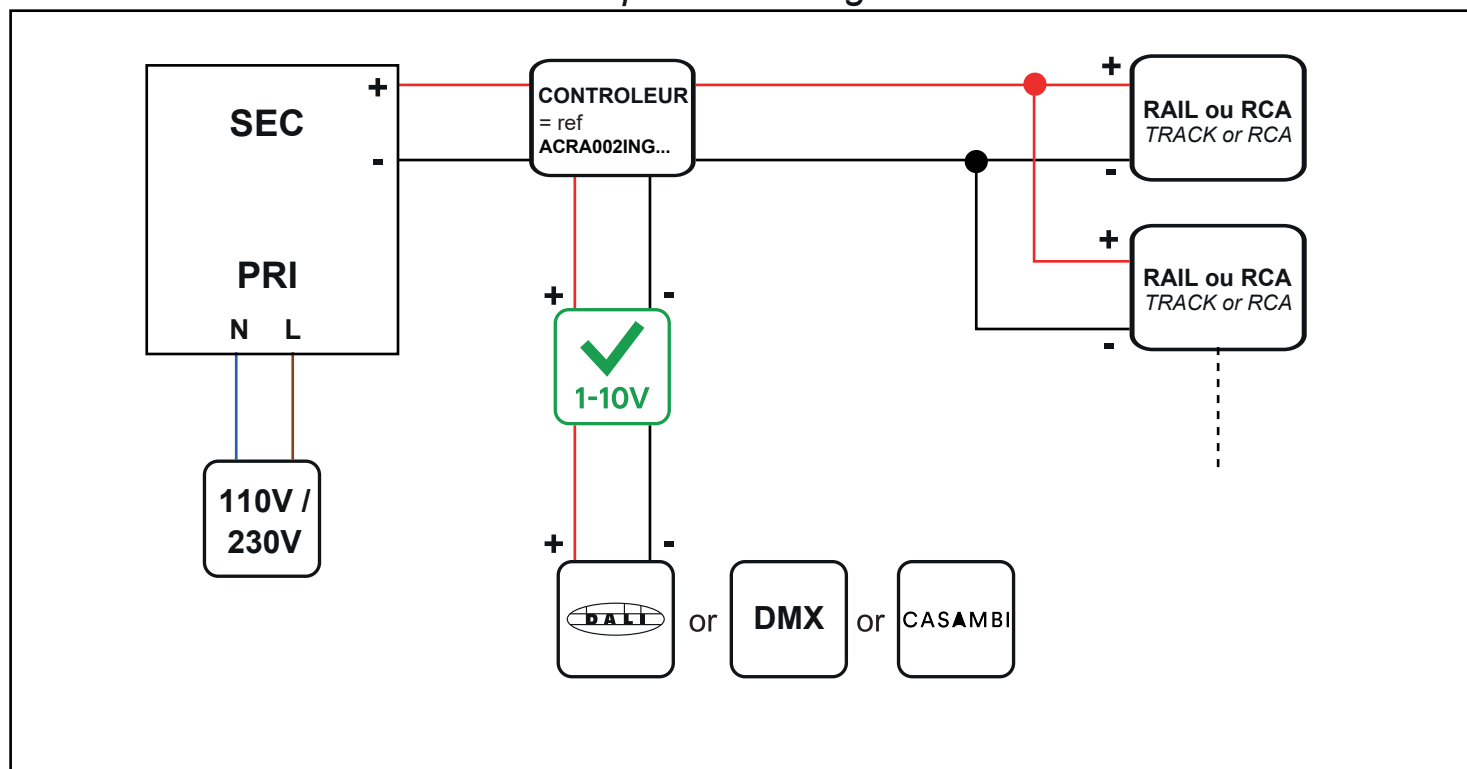 SEC
+
-
PRI
N L
110V /
230V
CONTROLEUR
= ref
ACRA002ING...
+ -
1-10V
+ -
DALI or DMX or CASAMBI
+
RAIL ou RCA
TRACK or RCA
-
+
RAIL ou RCA
TRACK or RCA
-